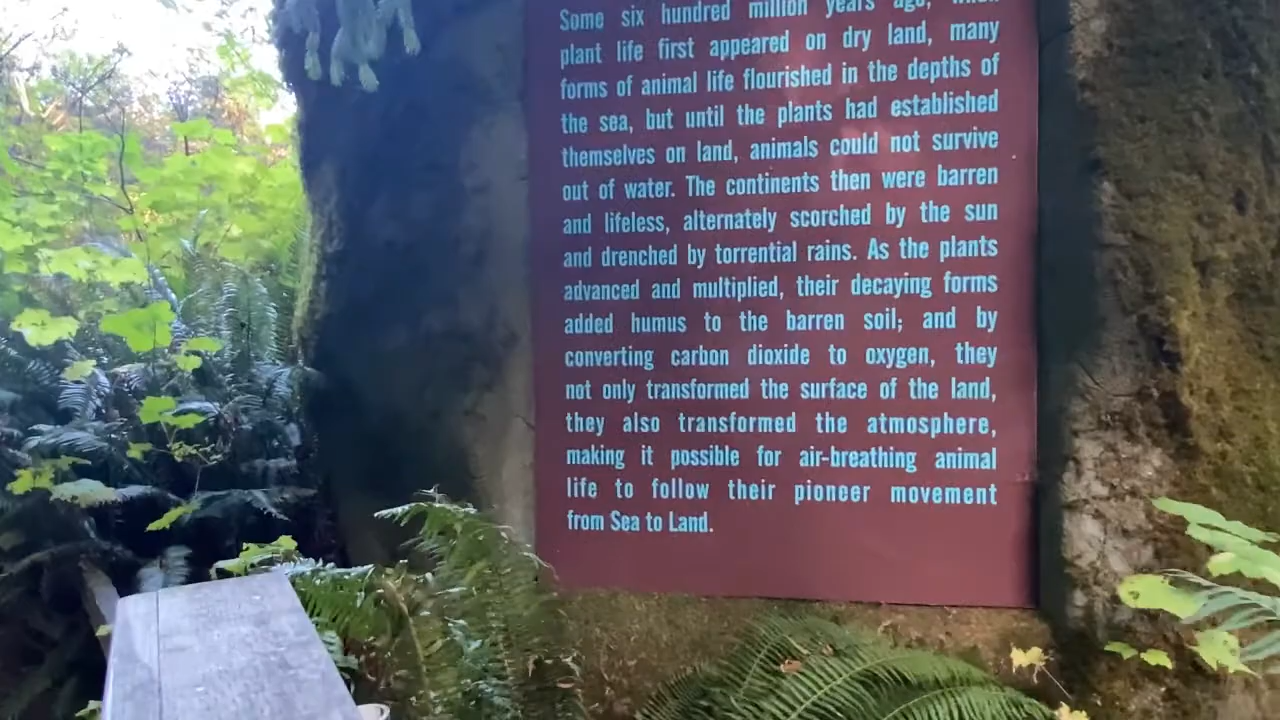 Some six hundred million years ago, when
plant life first appeared on dry land, many
forms of animal life flourished in the depths of
the sea, but until the plants had established
themselves on land, animals could not survive
out of water. The continents then were barren
and lifeless, alternately scorched by the sun
and drenched by torrential rains. As the plants
advanced and multiplied, their decaying forms
added humus to the barren soil; and by
converting carbon dioxide to oxygen, they
not only transformed the surface of the land,
they also transformed the atmosphere,
making it possible for air-breathing animal
life to follow their pioneer movement
from Sea to Land.